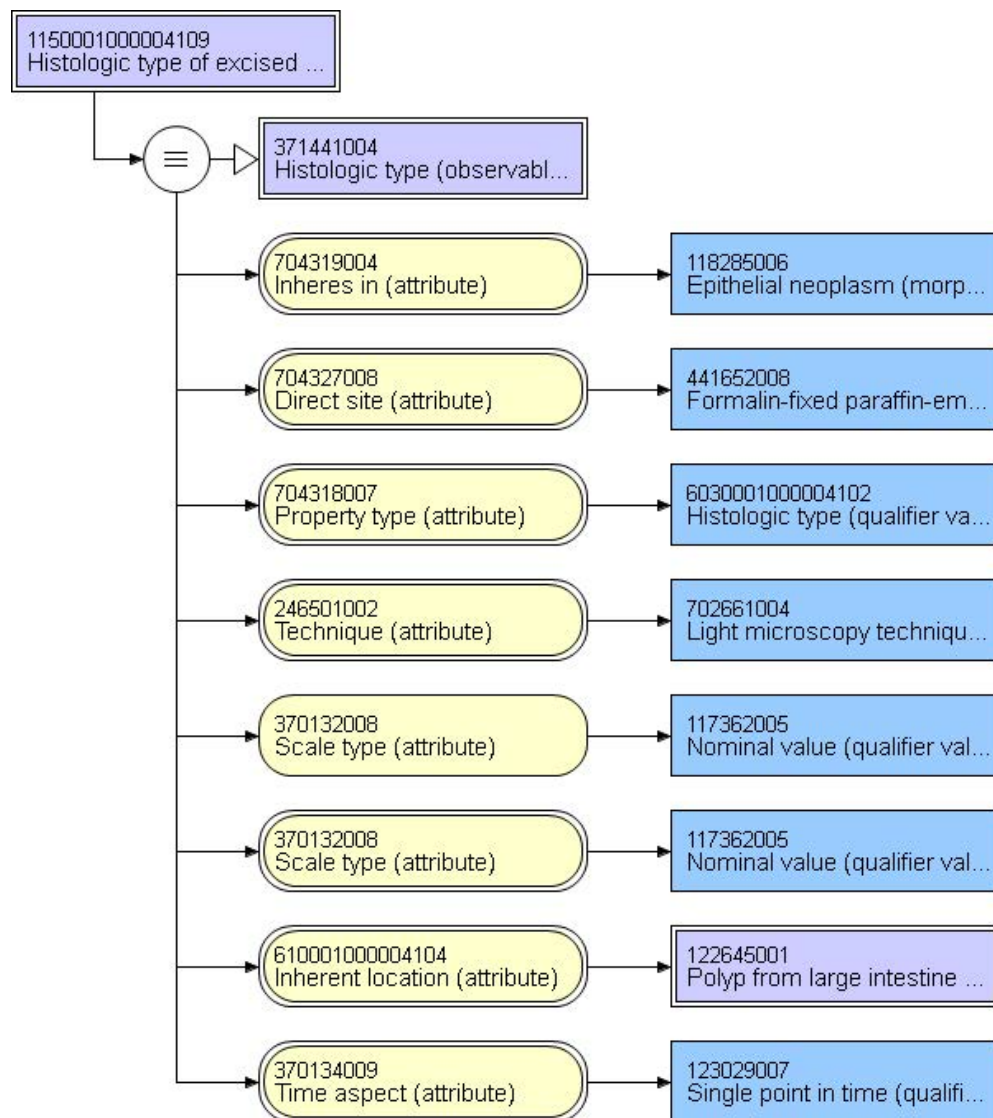 1150001000004109
Histologic type of excised ...
371441004
Histologic type (observabl...
704319004
Inheres in (attribute)
118285006
Epithelial neoplasm (morp...
704327008
Direct site (attribute)
441652008
Formalin-fixed paraffin-em...
704318007
Property type (attribute)
6030001000004102
Histologic type (qualifier va...
246501002
Technique (attribute)
702661004
Light microscopy techniqu...
370132008
Scale type (attribute)
117362005
Nominal value (qualifier val...
370132008
Scale type (attribute)
117362005
Nominal value (qualifier val...
610001000004104
Inherent location (attribute)
122645001
Polyp from large intestine ...
370134009
Time aspect (attribute)
123029007
Single point in time (qualifi...